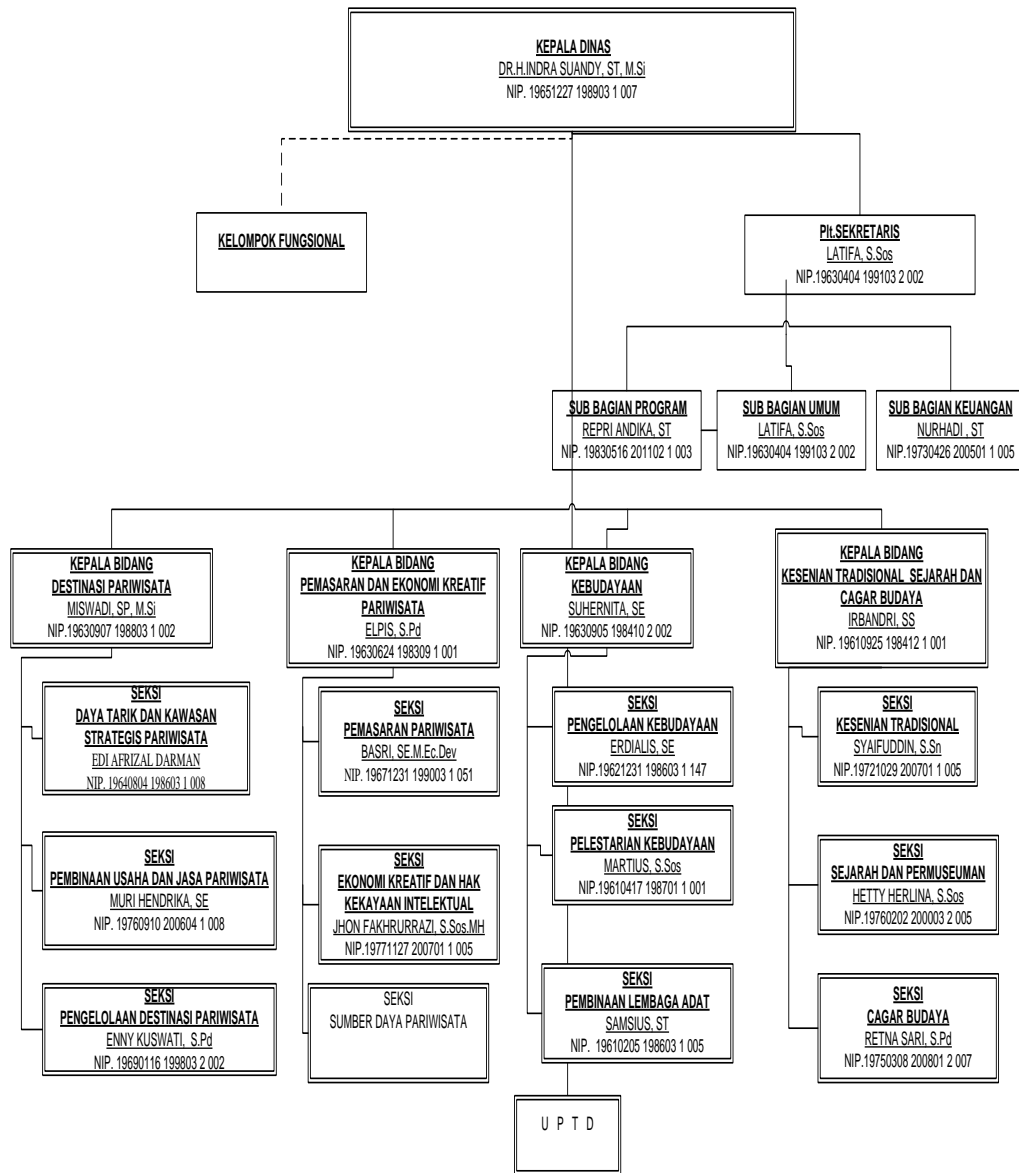 KEPALA DINAS
DR.H.INDRA SUANDY, ST, M.Si
NIP. 19651227 198903 1 007
KELOMPOK FUNGSIONAL
Plt.SEKRETARIS
LATIFA, S.Sos
NIP.19630404 199103 2 002
SUB BAGIAN PROGRAM
REPRI ANDIKA, ST
NIP. 19830516 201102 1 003
SUB BAGIAN UMUM
LATIFA, S.Sos
NIP.19630404 199103 2 002
SUB BAGIAN KEUANGAN
NURHADI , ST
NIP.19730426 200501 1 005
KEPALA BIDANG
DESTINASI PARIWISATA
MISWADI, SP, M.Si
NIP.19630907 198803 1 002
KEPALA BIDANG
PEMASARAN DAN EKONOMI KREATIF
PARIWISATA
ELPIS, S.Pd
NIP. 19630624 198309 1 001
KEPALA BIDANG
KEBUDAYAAN
SUHERNITA, SE
NIP. 19630905 198410 2 002
KEPALA BIDANG
KESENIAN TRADISIONAL SEJARAH DAN
CAGAR BUDAYA
IRBANDRI, SS
NIP.19610925 198412 1 001
SEKSI
DAYA TARIK DAN KAWASAN
STRATEGIS PARIWISATA
EDI AFRIZAL DARMAN
NIP. 19640804 198603 1 008
SEKSI
PEMASARAN PARIWISATA
BASRI, SE.M.Ec.Dev
NIP. 19671231 199003 1 051
SEKSI
PENGELOLAAN KEBUDAYAAN
ERDIALIS, SE
NIP.19621231 198603 1 147
SEKSI
KESENIAN TRADISIONAL
SYAIFUDDIN, S.Sn
NIP.19721029 200701 1 005
SEKSI
PEMBINAAN USAHA DAN JASA PARIWISATA
MURI HENDRIKA, SE
NIP. 19760910 200604 1 008
SEKSI
EKONOMI KREATIF DAN HAK
KEKAYAAN INTELEKTUAL
JHON FAKHRURRAZI, S.Sos.MH
NIP.19771127 200701 1 005
SEKSI
PELESTARIAN KEBUDAYAAN
MARTIUS, S.Sos
NIP.19610417 198701 1 001
SEKSI
SEJARAH DAN PERMUSEUMAN
HETTY HERLINA, S.Sos
NIP.19760202 200003 2 005
SEKSI
PENGELOLAAN DESTINASI PARIWISATA
ENNY KUSWATI, S.Pd
NIP. 19690116 199803 2 002
SEKSI
SUMBER DAYA PARIWISATA
SEKSI
PEMBINAAN LEMBAGA ADAT
SAMSIUS, ST
NIP. 19610205 198603 1 005
SEKSI
CAGAR BUDAYA
RETNA SARI, S.Pd
NIP.19750308 200801 2 007
U P T D